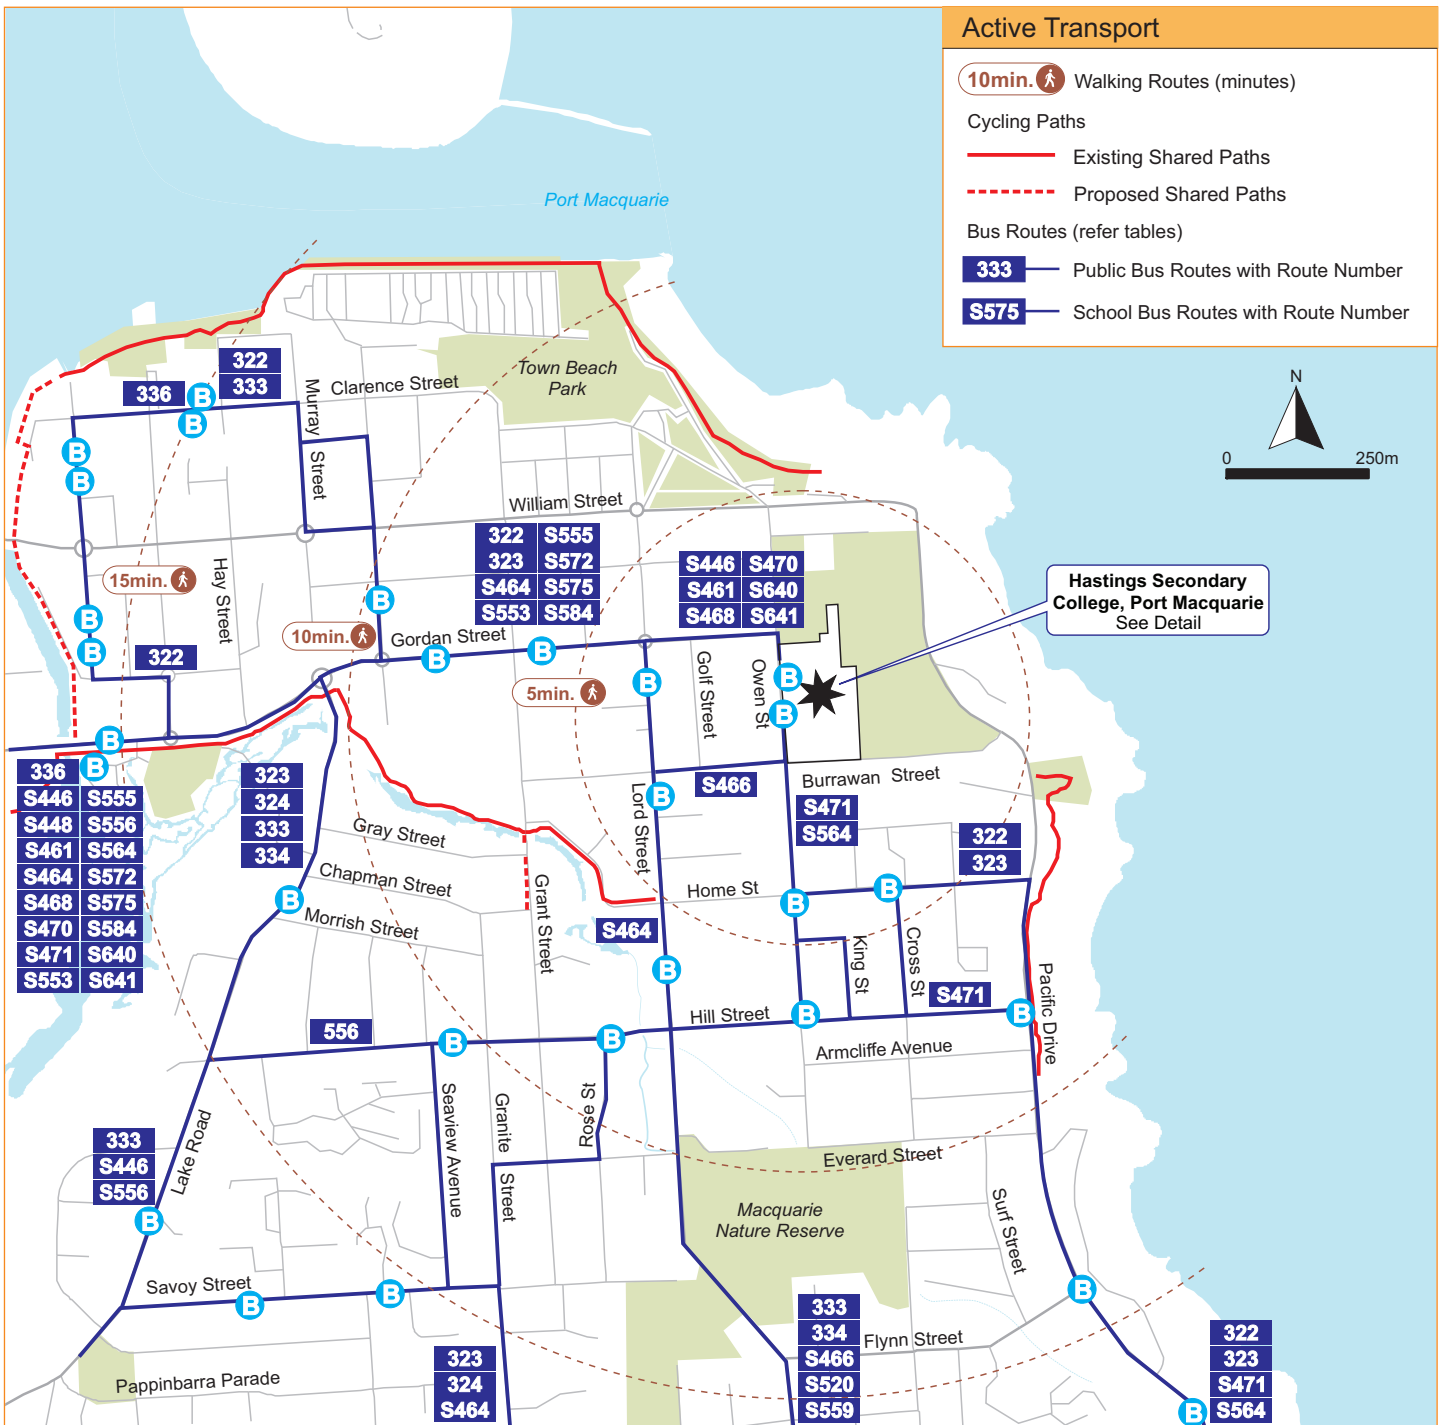 Active Transport
10min. Walking Routes (minutes)
Cycling Paths
Existing Shared Paths
Proposed Shared Paths
Bus Routes (refer tables)
333 Public Bus Routes with Route Number
S575 School Bus Routes with Route Number
Port Macquarie
N
0 250m
Town Beach
Park
322
333
336
B
B
Murray
Street
Clarence Street
B
B
William Street
322 S555
323 S572
S464 S575
S553 S584
S446 S470
S461 S640
S468 S641
Hastings Secondary
College, Port Macquarie
See Detail
15min.
Hay Street
B
B
B
10min.
Gordan Street
B
B
322
5min.
B
Golf Street
Owen St
B
B
B
B
336
S446 S555
S448 S556
S461 S564
S464 S572
S468 S575
S470 S584
S471 S640
S553 S641
323
324
333
334
S466
Burrawan Street
Lord Street
B
S471
S564
322
323
Gray Street
Chapman Street
Morrish Street
B
Grant Street
Home St
B
B
S464
King St
Cross St
B
S471
Pacific Drive
Hill Street
B
B
556
B
B
Armcliffe Avenue
Seaview Avenue
Granite
Street
Rose St
333
S446
S556
Lake Road
B
Everard Street
Macquarie
Nature Reserve
Surf Street
Savoy Street
B
B
B
333
334
S466
S520
S559
Flynn Street
322
323
S471
S564
B
323
324
S464
Pappinbarra Parade